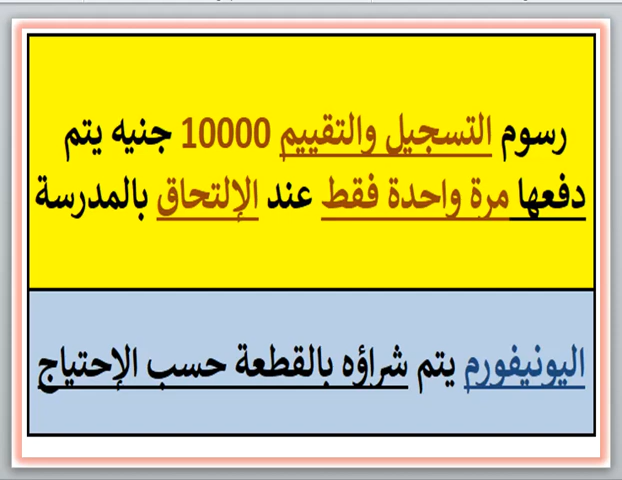 رسوم التسجيل والتقييم 10000 جنيه يتم
دفعها مرة واحدة فقط عند الإلتحاق بالمدرسة
اليونيفورم يتم شراؤه بالقطعة حسب الإحتياج